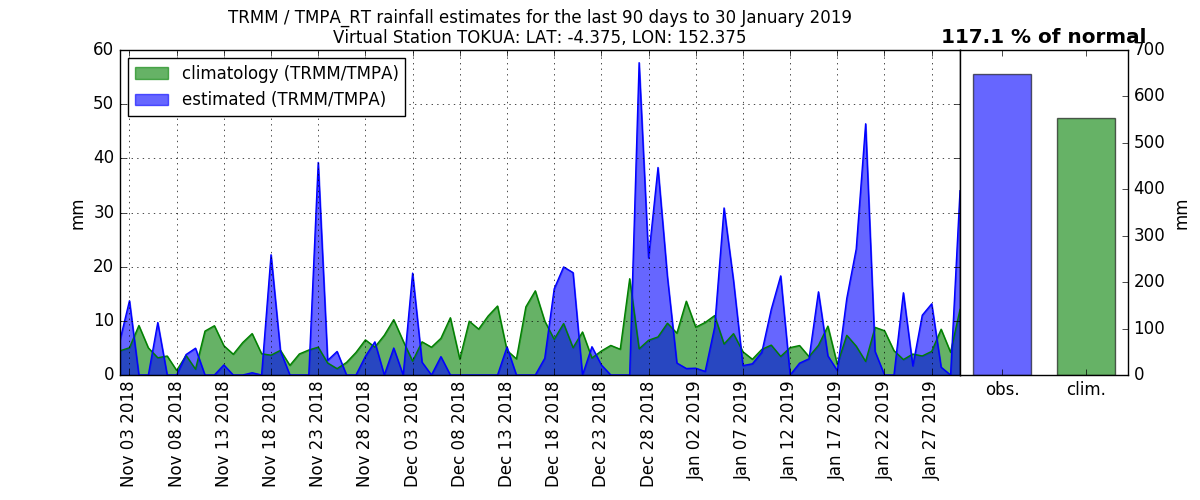 TRMM / TMPA_RT rainfall estimates for the last 90 days to 30 January 2019
Virtual Station TOKUA: LAT: -4.375, LON: 152.375
117.1 % of normal
climatology (TRMM/TMPA)
estimated (TRMM/TMPA)
60
50
40
30
20
10
0
mm
Nov 03 2018
Nov 08 2018
Nov 13 2018
Nov 18 2018
Nov 23 2018
Nov 28 2018
Dec 03 2018
Dec 08 2018
Dec 13 2018
Dec 18 2018
Dec 23 2018
Dec 28 2018
Jan 02 2019
Jan 07 2019
Jan 12 2019
Jan 17 2019
Jan 22 2019
Jan 27 2019
700
600
500
400
300
200
100
0
mm
obs.
clim.